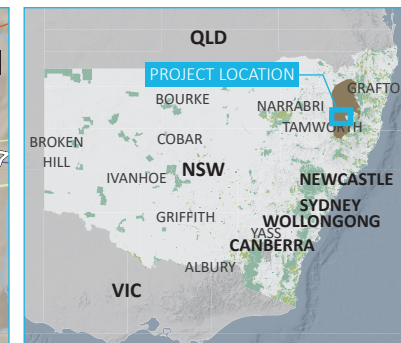 QLD
PROJECT LOCATION
BOURKE
NARRABRI
GRAFTO
TAMWORTH
BROKEN
HILL
COBAR
IVANHOE
NSW
NEWCASTLE
GRIFFITH
SYDNEY
WOLLONGONG
YASS
CANBERRA
ALBURY
VIC